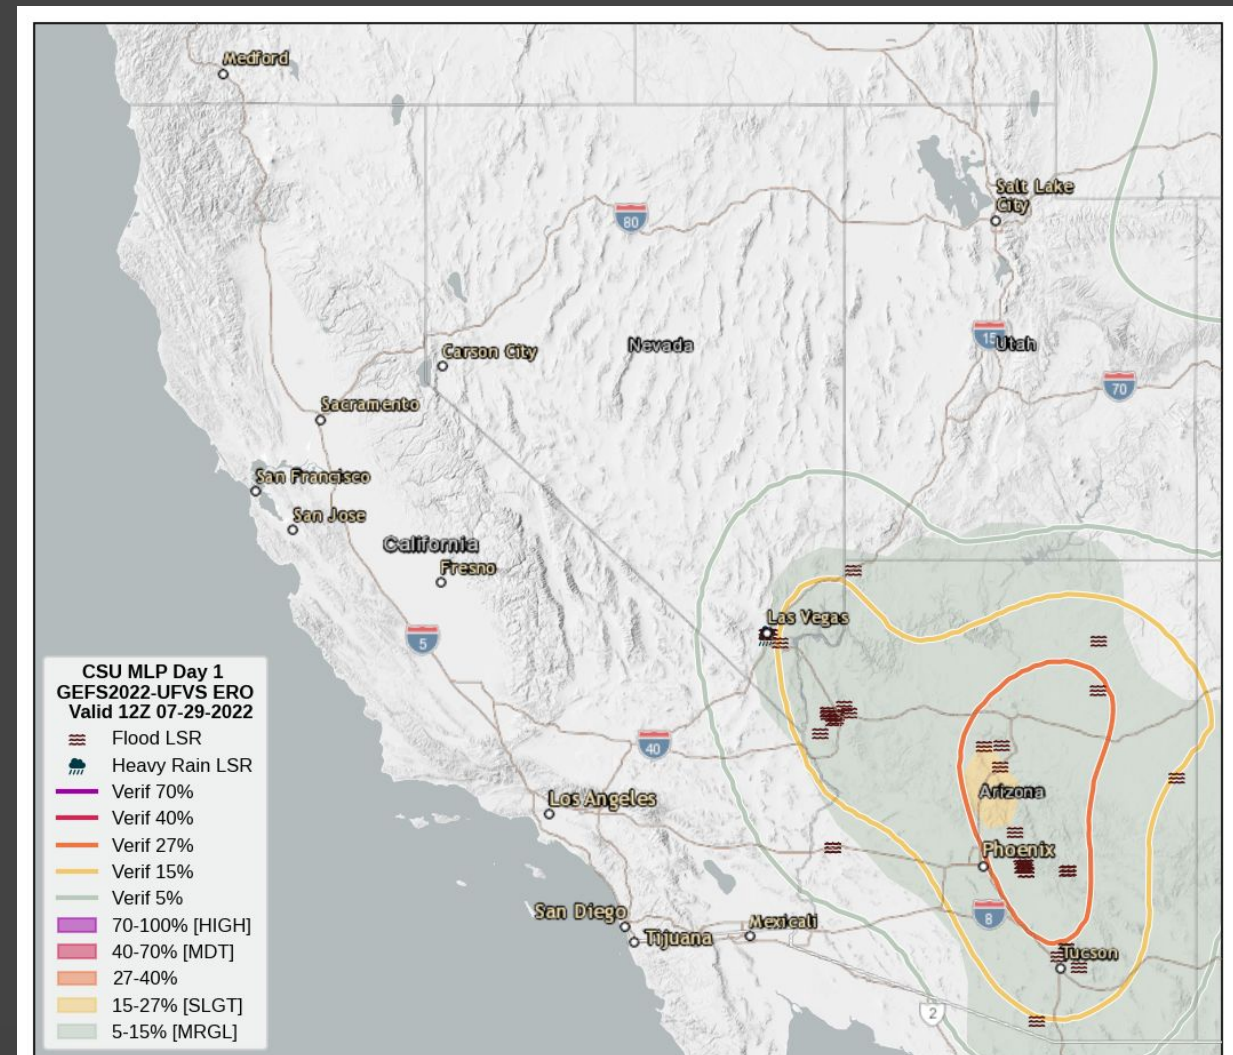 Medford
Salt Lake
City
80
15
Utah
Nevada
Carson City
70
Sacramento
San Francisco
San Jose
California
Fresno
Las Vegas
5
40
Los Angeles
Arizona
Phoenix
San Diego
Tijuana
Mexicali
8
Tucson
2
CSU MLP Day 1
GEFS2022-UFVS ERO
Valid 12Z 07-29-2022
Flood LSR
Heavy Rain LSR
Verif 70%
Verif 40%
Verif 27%
Verif 15%
Verif 5%
70-100% [HIGH]
40-70% [MDT]
27-40%
15-27% [SLGT]
5-15% [MRGL]